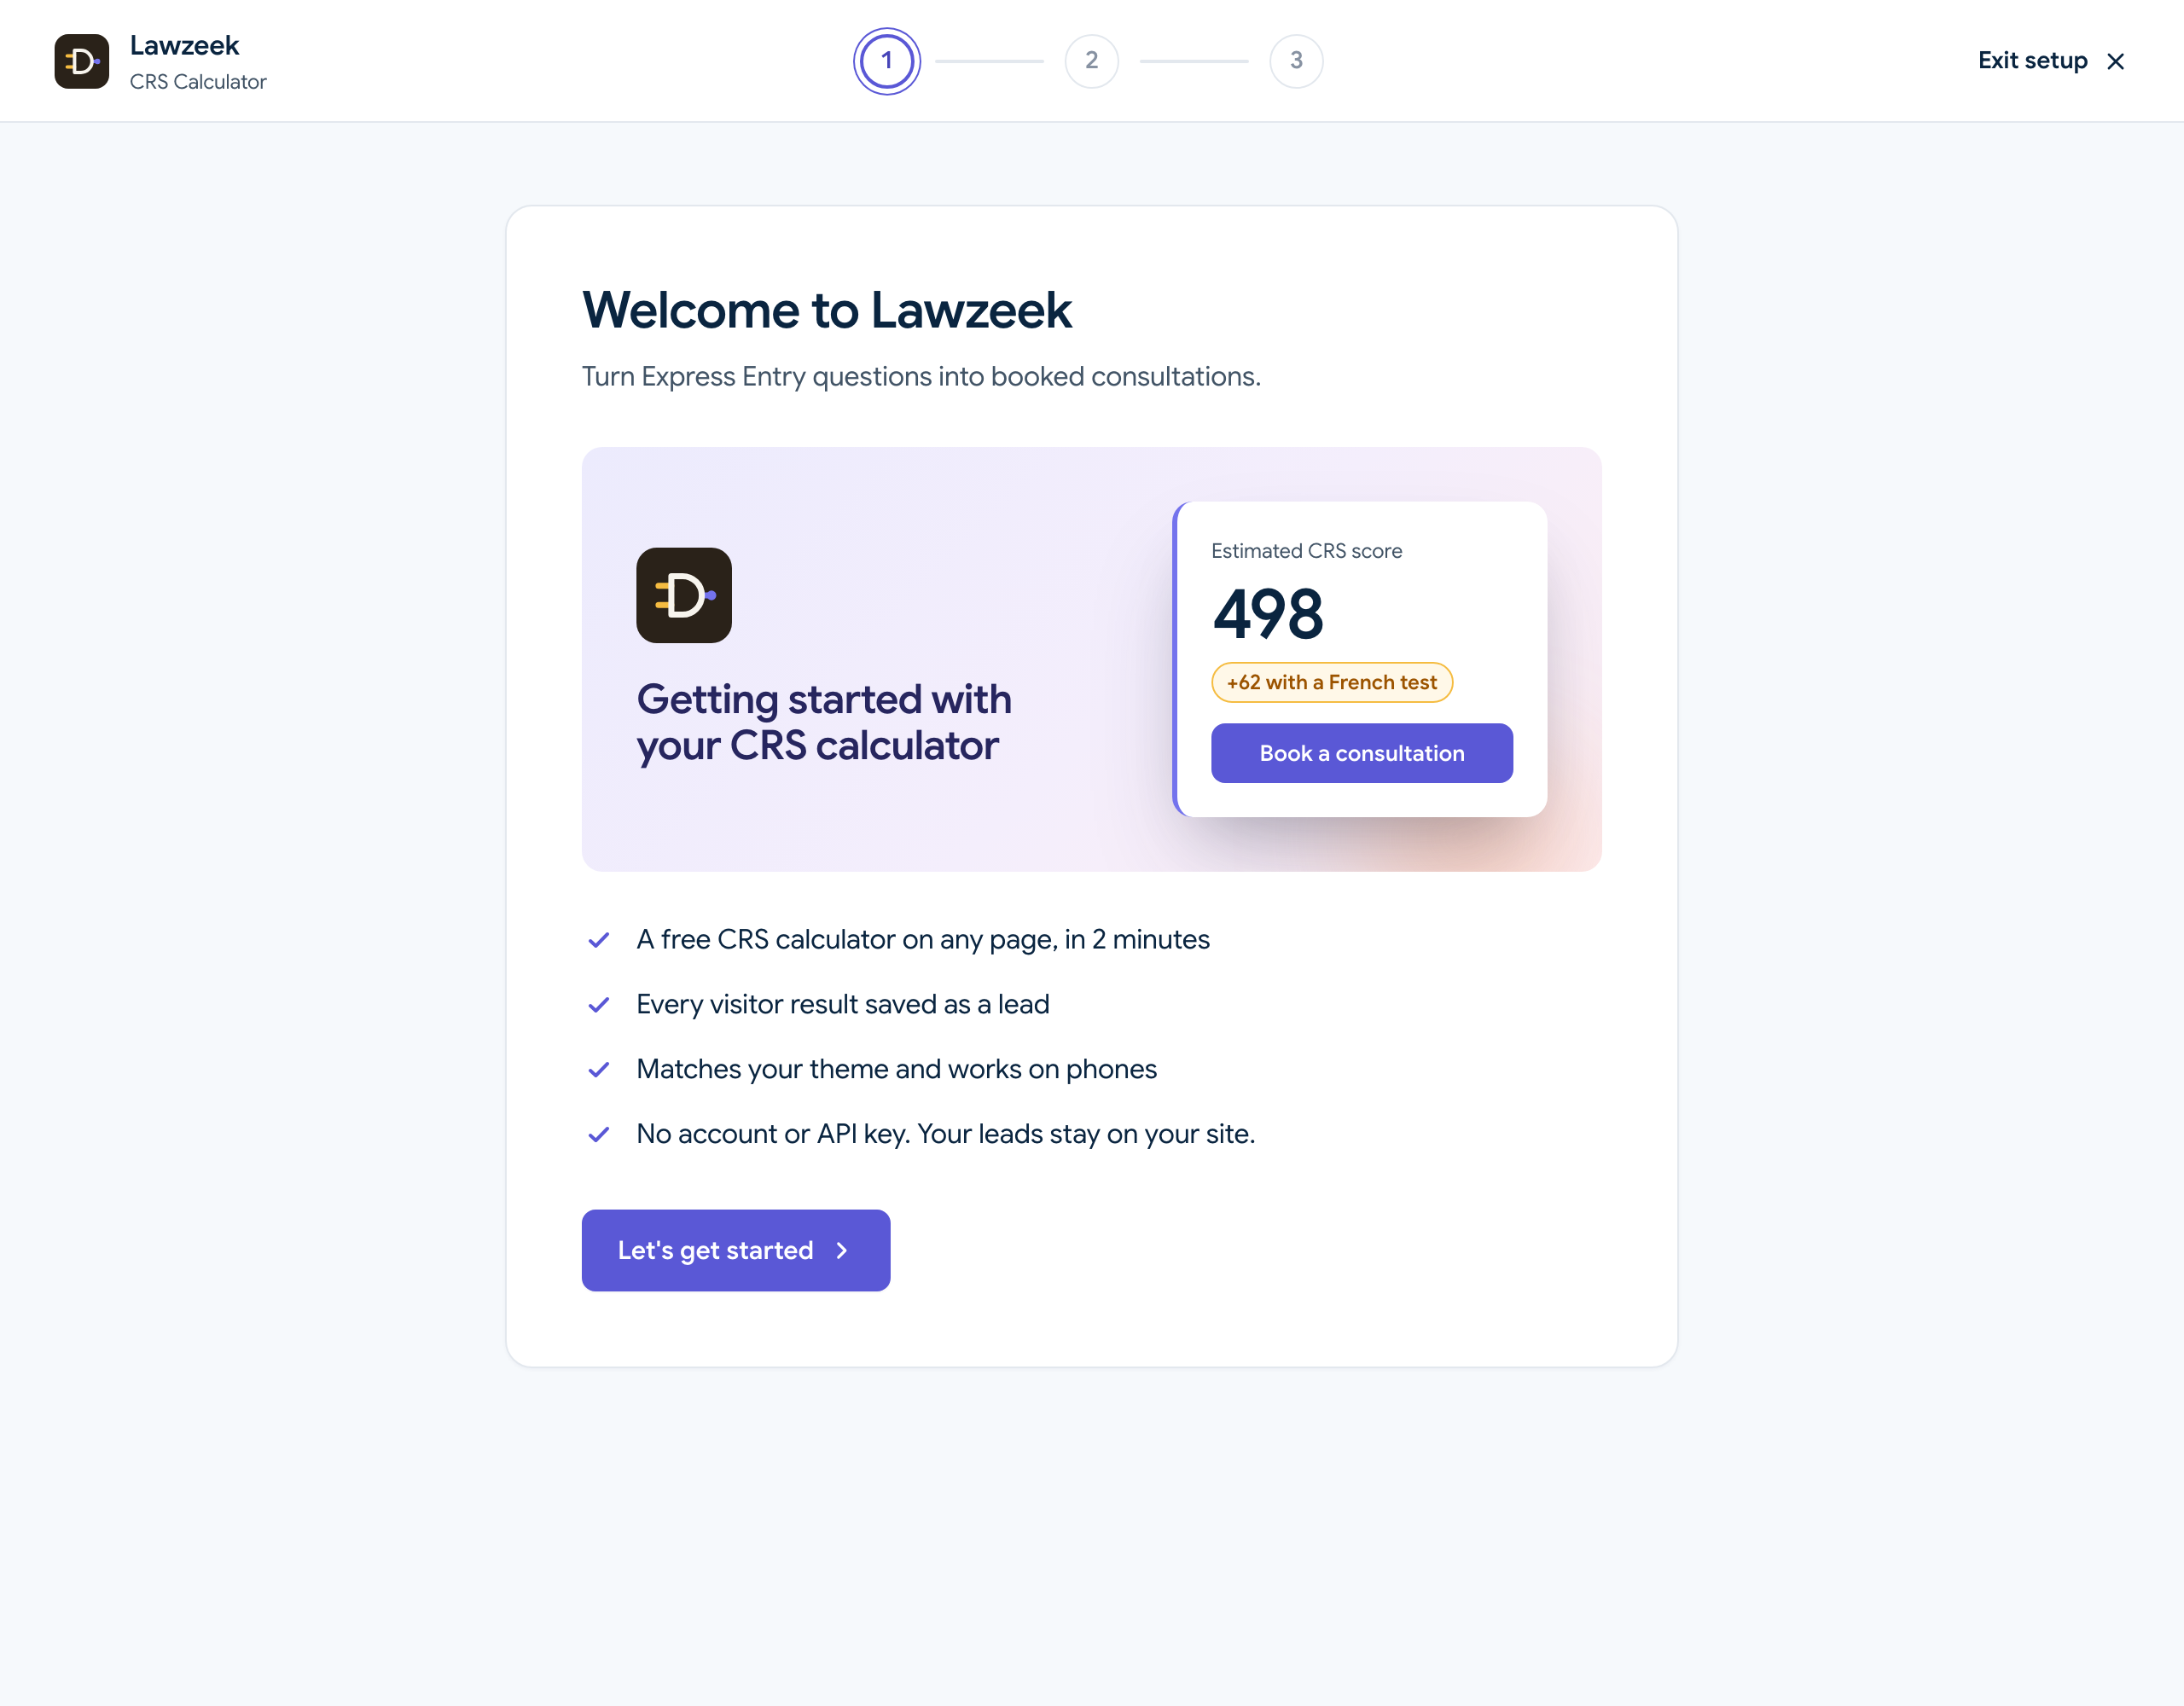 Lawzeek
CRS Calculator
1
2
3
Exit setup
Welcome to Lawzeek
Turn Express Entry questions into booked consultations.
Getting started with
your CRS calculator
Estimated CRS score
498
+62 with a French test
Book a consultation
A free CRS calculator on any page, in 2 minutes
Every visitor result saved as a lead
Matches your theme and works on phones
No account or API key. Your leads stay on your site.
Let's get started